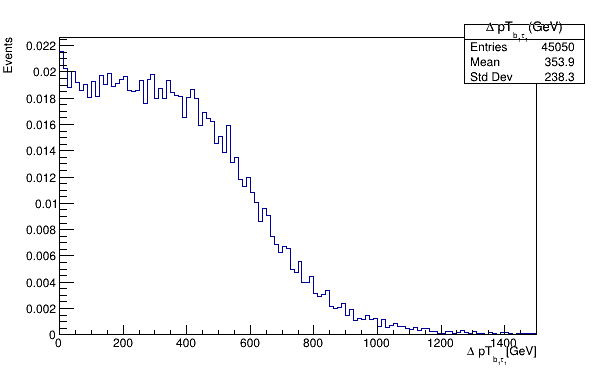 Δ pT_{b₁τ₁} (GeV)
Entries 45050
Mean 353.9
Std Dev 238.3
Events
0.022
0.02
0.018
0.016
0.014
0.012
0.01
0.008
0.006
0.004
0.002
0
0 200 400 600 800 1000 1200 1400
Δ pT_{b₁τ₁} [GeV]